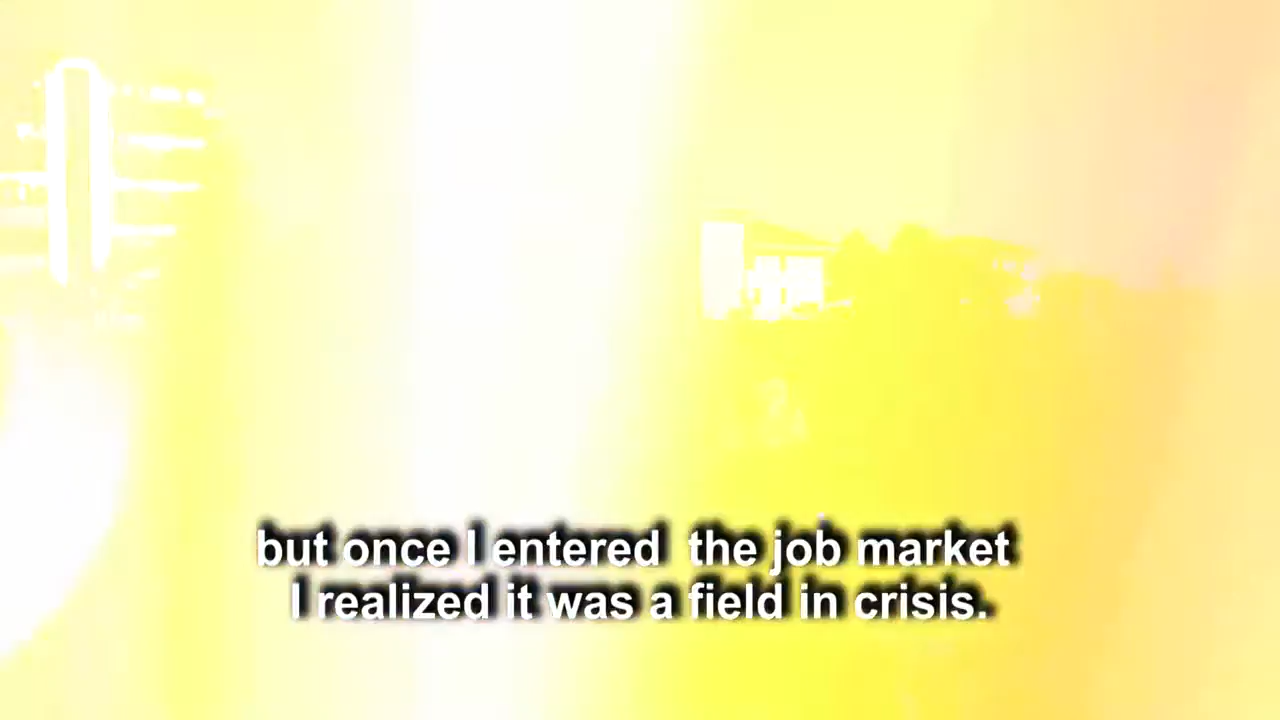 but once I entered  the job market
I realized it was a field in crisis.